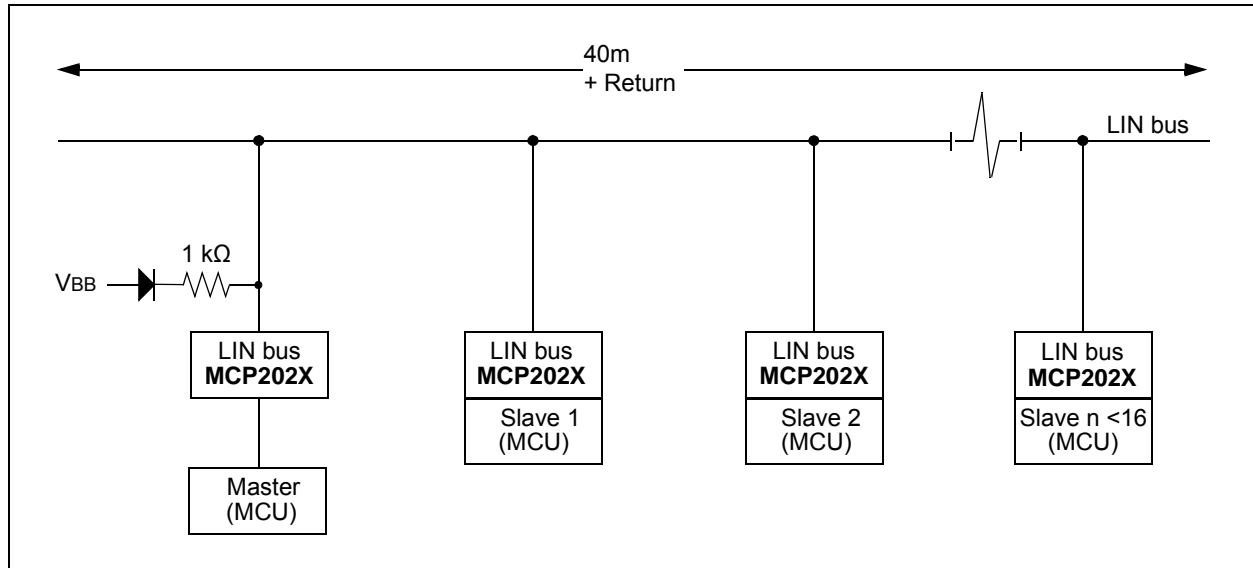 40m
+ Return
LIN bus
1 kΩ
VBB
LIN bus
MCP202X
Master
(MCU)
LIN bus
MCP202X
Slave 1
(MCU)
LIN bus
MCP202X
Slave 2
(MCU)
LIN bus
MCP202X
Slave n <16
(MCU)